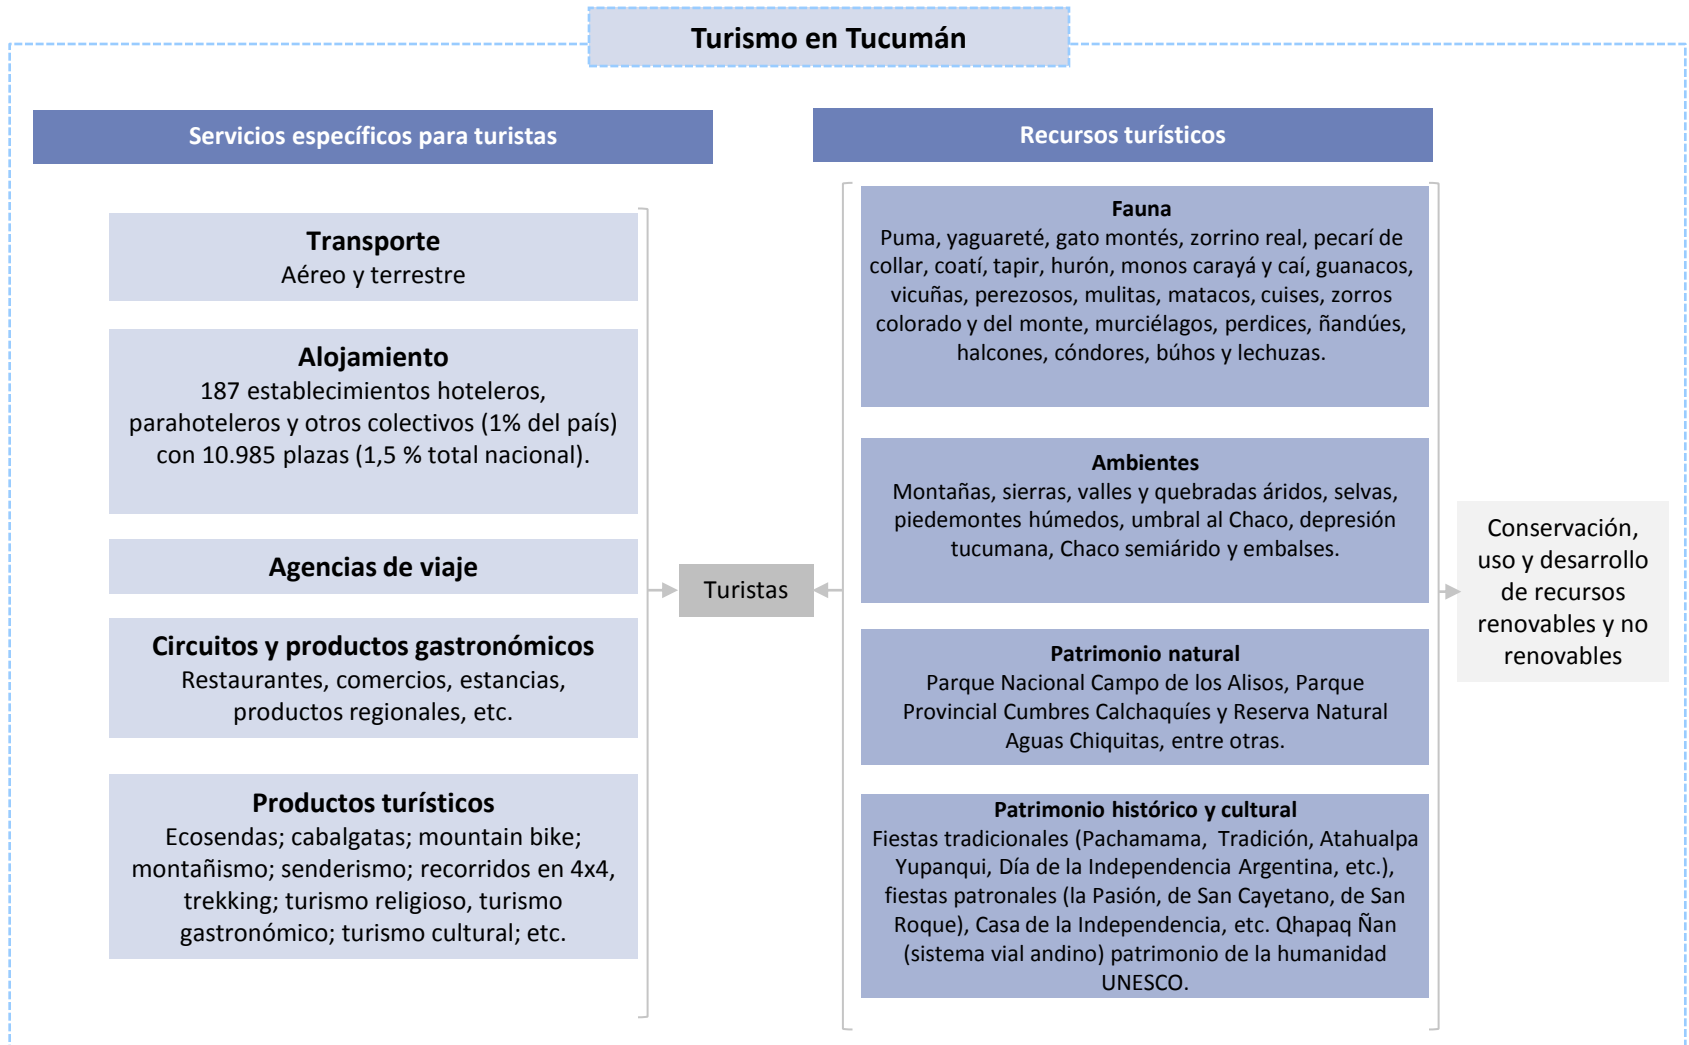 Turismo en Tucumán
Servicios específicos para turistas
Transporte
Aéreo y terrestre
Alojamiento
187 establecimientos hoteleros,
parahoteleros y otros colectivos (1% del país)
con 10.985 plazas (1,5 % total nacional).
Agencias de viaje
Circuitos y productos gastronómicos
Restaurantes, comercios, estancias,
productos regionales, etc.
Productos turísticos
Ecosendas; cabalgatas; mountain bike;
montañismo; senderismo; recorridos en 4x4,
trekking; turismo religioso, turismo
gastronómico; turismo cultural; etc.
Turistas
Recursos turísticos
Fauna
Puma, yaguareté, gato montés, zorrino real, pecarí de
collar, coatí, tapir, hurón, monos carayá y caí, guanacos,
vicuñas, perezosos, mulitas, matacos, cuises, zorros
colorado y del monte, murciélagos, perdices, ñandúes,
halcones, cóndores, búhos y lechuzas.
Ambientes
Montañas, sierras, valles y quebradas áridos, selvas,
piedemontes húmedos, umbral al Chaco, depresión
tucumana, Chaco semiárido y embalses.
Patrimonio natural
Parque Nacional Campo de los Alisos, Parque
Provincial Cumbres Calchaquíes y Reserva Natural
Aguas Chiquitas, entre otras.
Patrimonio histórico y cultural
Fiestas tradicionales (Pachamama, Tradición, Atahualpa
Yupanqui, Día de la Independencia Argentina, etc.),
fiestas patronales (la Pasión, de San Cayetano, de San
Roque), Casa de la Independencia, etc. Qhapaq Ñan
(sistema vial andino) patrimonio de la humanidad
UNESCO.
Conservación,
uso y desarrollo
de recursos
renovables y no
renovables